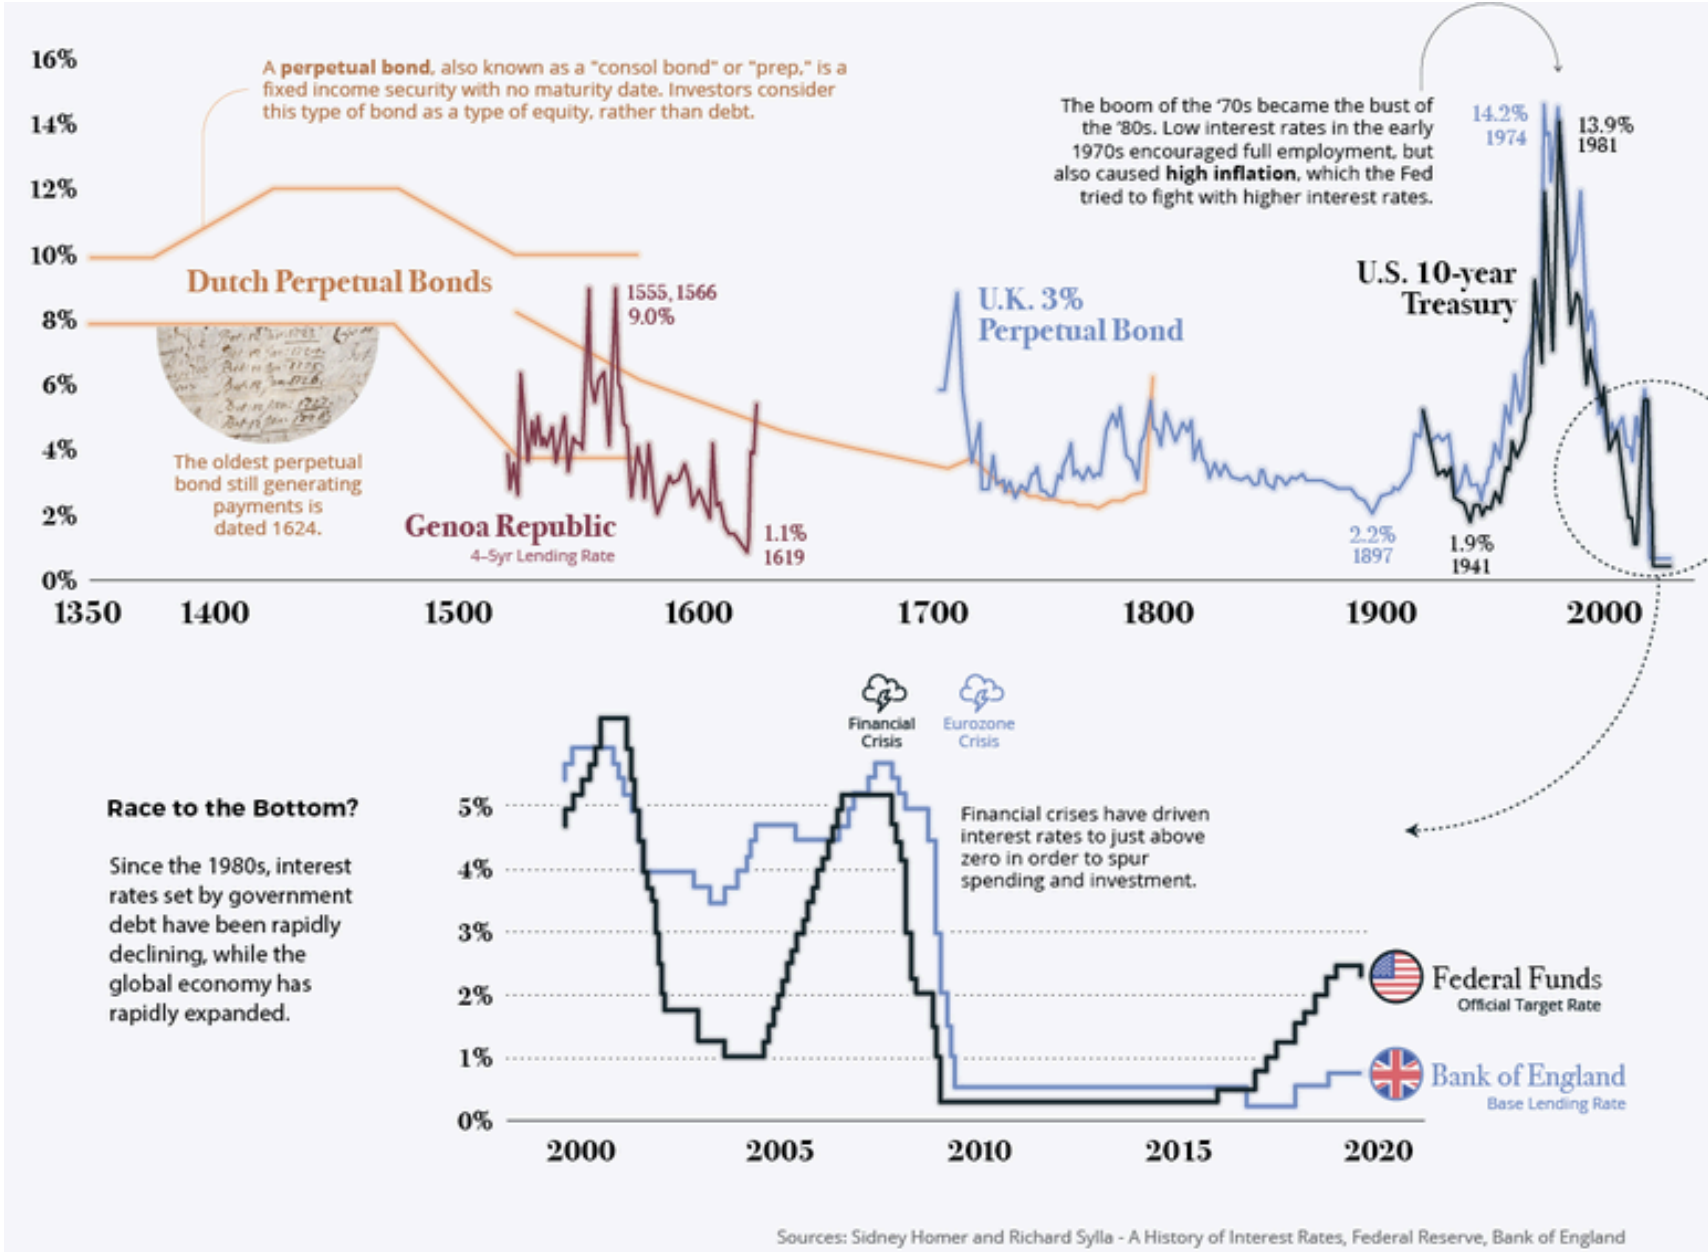 16%
14%
12%
10%
8%
6%
4%
2%
0%
A perpetual bond, also known as a "consol bond" or "prep," is a
fixed income security with no maturity date. Investors consider
this type of bond as a type of equity, rather than debt.
Dutch Perpetual Bonds
The oldest perpetual
bond still generating
payments is
dated 1624.
1555, 1566
9.0%
Genoa Republic
4–5yr Lending Rate
1.1%
1619
U.K. 3%
Perpetual Bond
The boom of the '70s became the bust of
the '80s. Low interest rates in the early
1970s encouraged full employment, but
also caused high inflation, which the Fed
tried to fight with higher interest rates.
14.2%
1974
13.9%
1981
U.S. 10-year
Treasury
2.2%
1897
1.9%
1941
1350 1400 1500 1600 1700 1800 1900 2000
Race to the Bottom?
Since the 1980s, interest
rates set by government
debt have been rapidly
declining, while the
global economy has
rapidly expanded.
Financial
Crisis
Eurozone
Crisis
Financial crises have driven
interest rates to just above
zero in order to spur
spending and investment.
5%
4%
3%
2%
1%
0%
Federal Funds
Official Target Rate
Bank of England
Base Lending Rate
2000 2005 2010 2015 2020
Sources: Sidney Homer and Richard Sylla - A History of Interest Rates, Federal Reserve, Bank of England